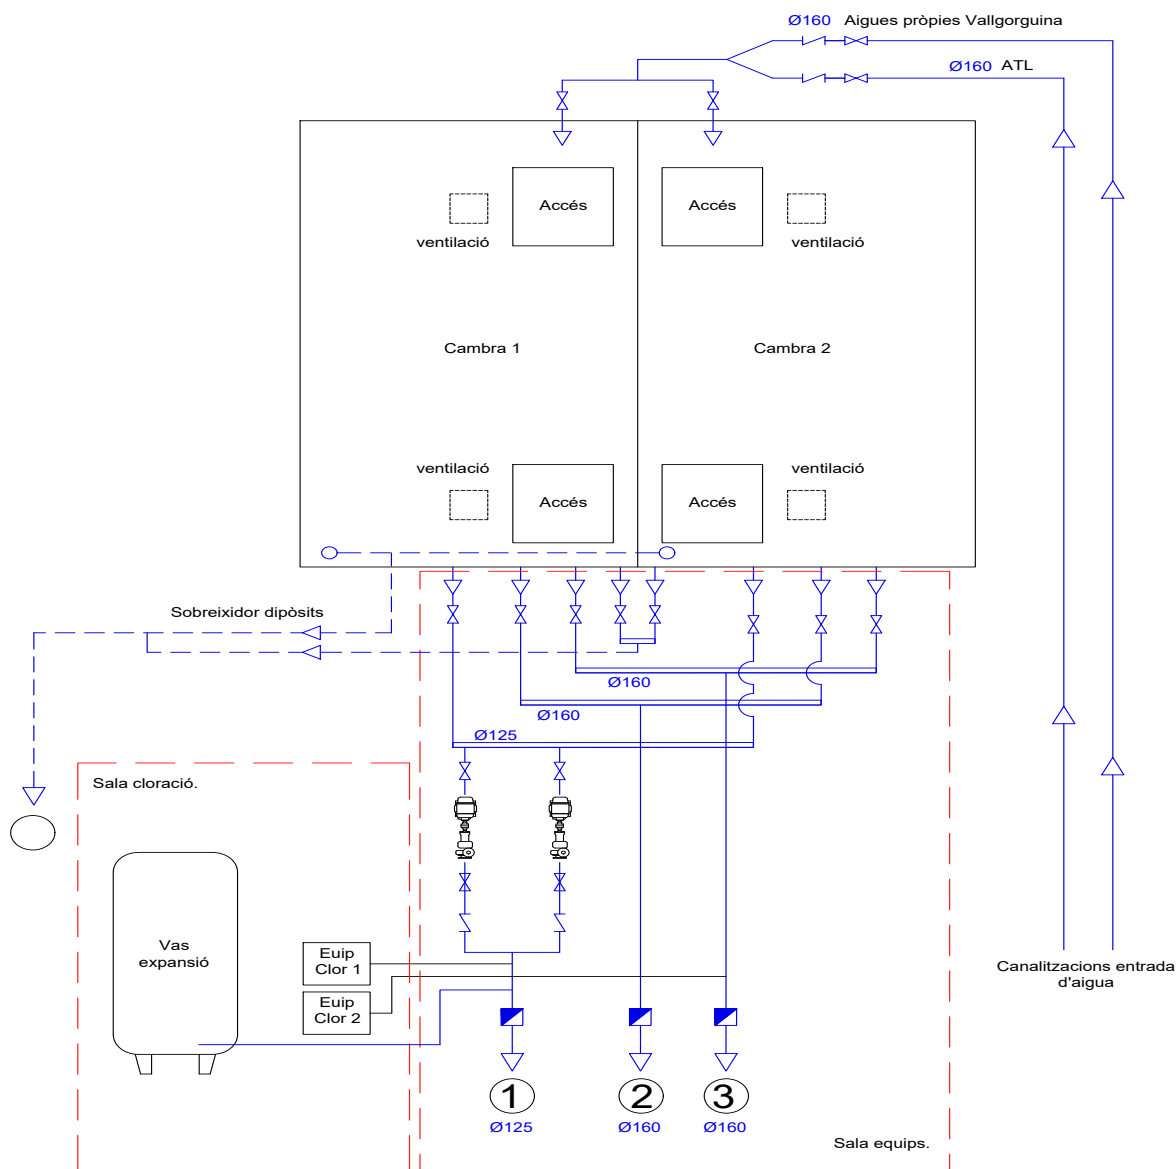 Ø160 Aigues pròpies Vallgorguina
Ø160 ATL
Accés
Accés
ventilació
ventilació
Cambra 1
Cambra 2
ventilació
ventilació
Accés
Accés
Sobreixidor dipòsits
Ø160
Ø160
Ø125
Sala cloració.
Vas
expansió
Euip
Clor 1
Euip
Clor 2
Canalitzacions entrada
d'aigua
1
2
3
Ø125
Ø160
Ø160
Sala equips.